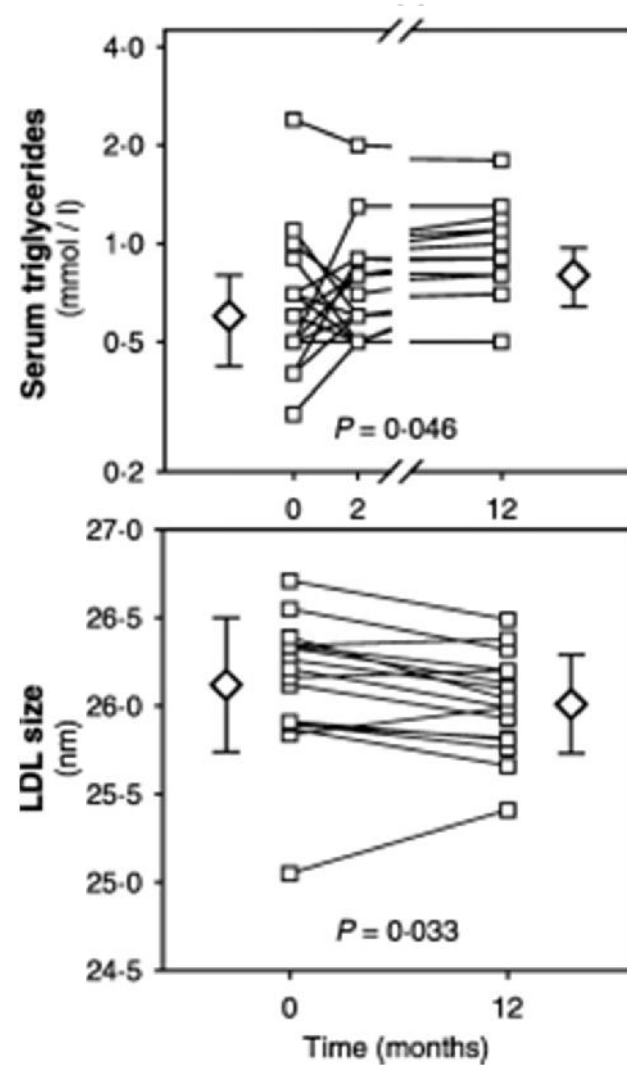 4·0
2·0
1·0
0·5
0·2
Serum triglycerides
(mmol / l)
P = 0·046
0 2 12
27·0
26·5
26·0
25·5
25·0
24·5
LDL size
(nm)
P = 0·033
0 12
Time (months)